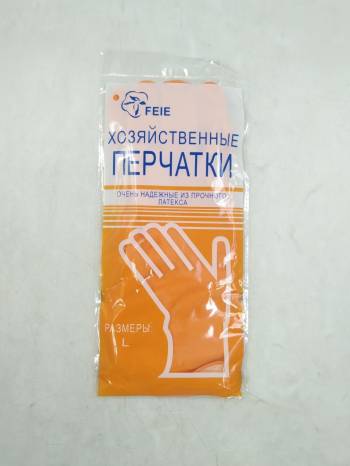 FEIE
ХОЗЯЙСТВЕННЫЕ
ПЕРЧАТКИ
ОЧЕНЬ НАДЕЖНЫЕ ИЗ ПРОЧНОГО
ЛАТЕКСА
РАЗМЕРЫ
L